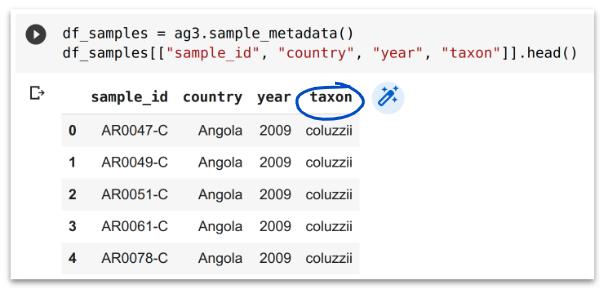 df_samples = ag3.sample_metadata()
df_samples[["sample_id", "country", "year", "taxon"]].head()
sample_id country year taxon
0 AR0047-C Angola 2009 coluzzii
1 AR0049-C Angola 2009 coluzzii
2 AR0051-C Angola 2009 coluzzii
3 AR0061-C Angola 2009 coluzzii
4 AR0078-C Angola 2009 coluzzii